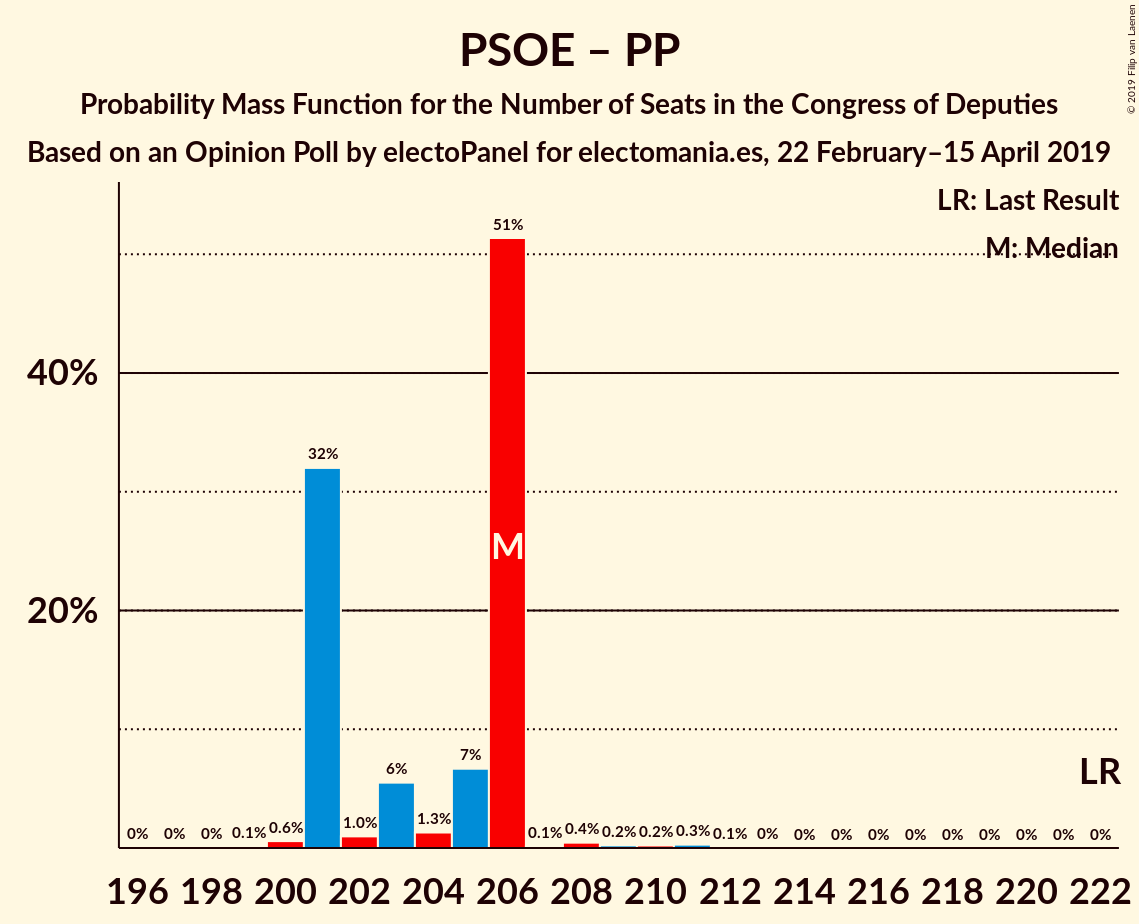 PSOE – PP
Probability Mass Function for the Number of Seats in the Congress of Deputies
Based on an Opinion Poll by electoPanel for electomania.es, 22 February–15 April 2019
© 2019 Filip van Laenen
LR: Last Result
M: Median
51%
40%
32%
M
20%
7%
6%
LR
0% 0% 0% 0.1% 0.6% 1.0% 1.3% 0.1% 0.4% 0.2% 0.2% 0.3% 0.1% 0% 0% 0% 0% 0% 0% 0% 0% 0% 0%
196 198 200 202 204 206 208 210 212 214 216 218 220 222